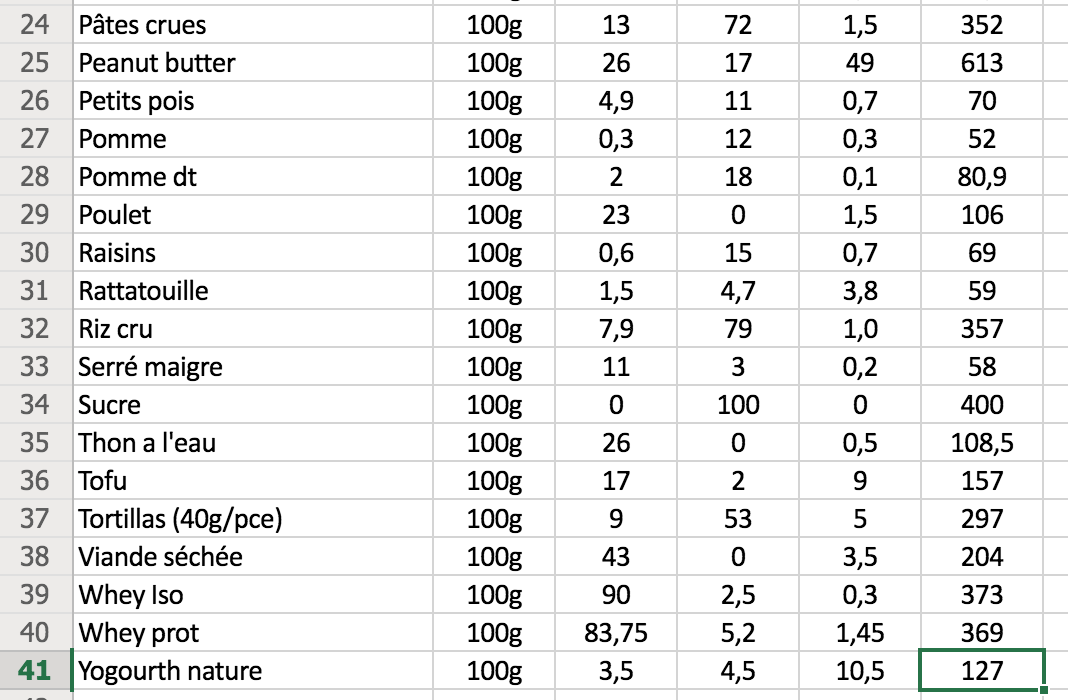 24 Pâtes crues 100g 13 72 1,5 352
25 Peanut butter 100g 26 17 49 613
26 Petits pois 100g 4,9 11 0,7 70
27 Pomme 100g 0,3 12 0,3 52
28 Pomme dt 100g 2 18 0,1 80,9
29 Poulet 100g 23 0 1,5 106
30 Raisins 100g 0,6 15 0,7 69
31 Rattatouille 100g 1,5 4,7 3,8 59
32 Riz cru 100g 7,9 79 1,0 357
33 Serré maigre 100g 11 3 0,2 58
34 Sucre 100g 0 100 0 400
35 Thon a l'eau 100g 26 0 0,5 108,5
36 Tofu 100g 17 2 9 157
37 Tortillas (40g/pce) 100g 9 53 5 297
38 Viande séchée 100g 43 0 3,5 204
39 Whey Iso 100g 90 2,5 0,3 373
40 Whey prot 100g 83,75 5,2 1,45 369
41 Yogourth nature 100g 3,5 4,5 10,5 127